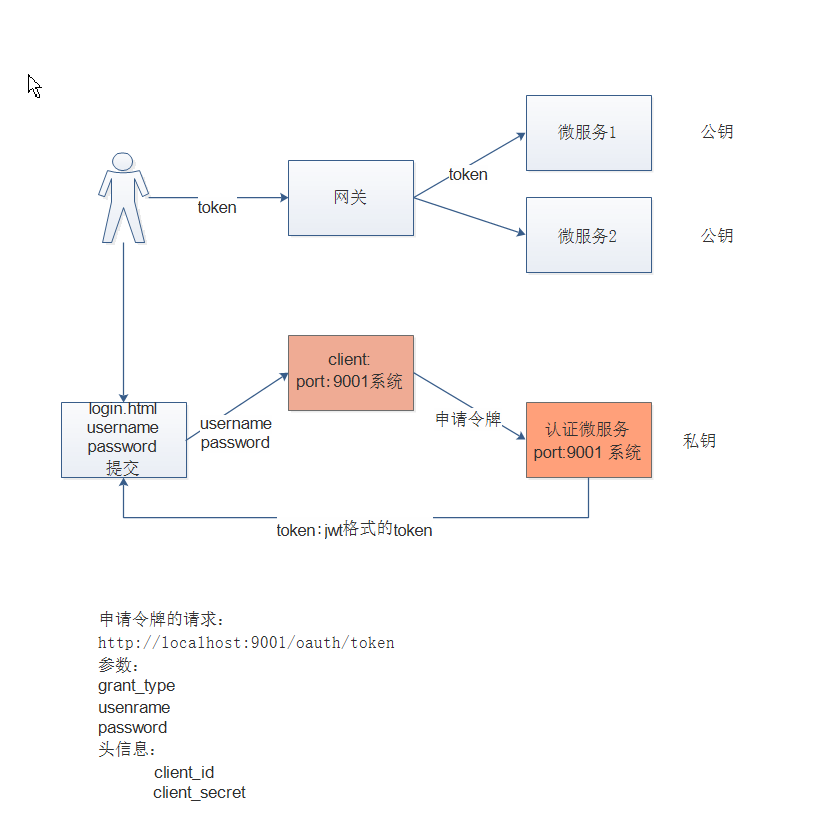 微服务1
公钥
token
网关
token
微服务2
公钥
client:
port:9001系统
login.html
username
password
提交
username
password
申请令牌
认证微服务
port:9001 系统
私钥
token:jwt格式的token
申请令牌的请求:
http://localhost:9001/oauth/token
参数:
grant_type
usenrame
password
头信息:
client_id
client_secret